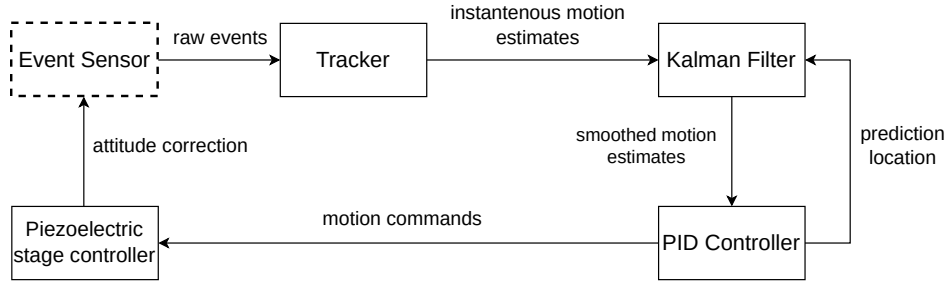 instantenous motion
estimates
raw events
Event Sensor
Tracker
Kalman Filter
attitude correction
smoothed motion
estimates
prediction
location
Piezoelectric
stage controller
motion commands
PID Controller